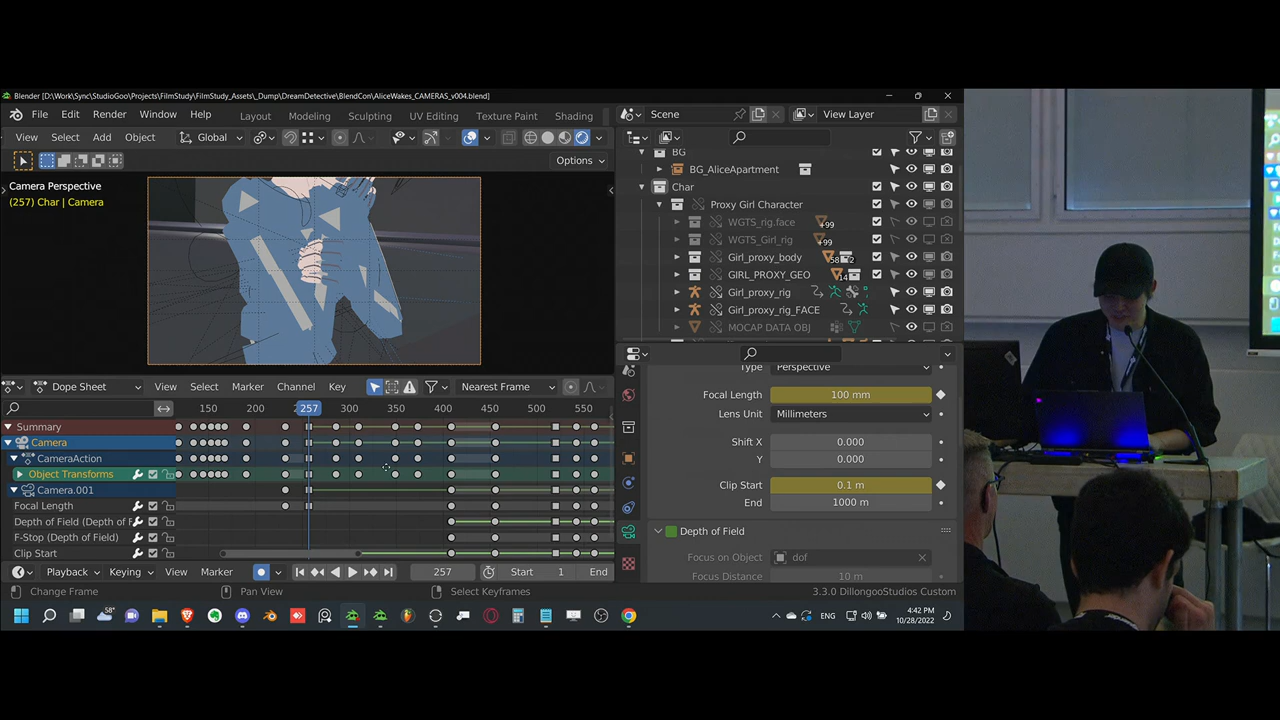 Blender [D:\Work\Sync\StudioGoo\Projects\FilmStudy\FilmStudy_Assets\_Dump\DreamDetective\BlendCon\AliceWakes_CAMERAS_v004.blend]
File Edit Render Window Help Layout Modeling Sculpting UV Editing Texture Paint Shading Scene View Layer
View Select Add Object Global
Options
Camera Perspective
(257) Char | Camera
BG
BG_AliceApartment
Char
Proxy Girl Character
WGTS_rig.face +99
WGTS_Girl_rig +99
Girl_proxy_body 58 2
GIRL_PROXY_GEO 14
Girl_proxy_rig
Girl_proxy_rig_FACE
MOCAP DATA OBJ
Type Perspective
Focal Length 100 mm
Lens Unit Millimeters
Shift X 0.000
Y 0.000
Clip Start 0.1 m
End 1000 m
Depth of Field
Focus on Object dof
Focus Distance 10 m
Dope Sheet View Select Marker Channel Key Nearest Frame
150 200 257 300 350 400 450 500 550
Summary
Camera
CameraAction
Object Transforms
Camera.001
Focal Length
Depth of Field (Depth of F
F-Stop (Depth of Field)
Clip Start
Playback Keying View Marker 257 Start 1 End
Change Frame Pan View Select Keyframes 3.3.0 DillongooStudios Custom
58°
ENG
4:42 PM
10/28/2022